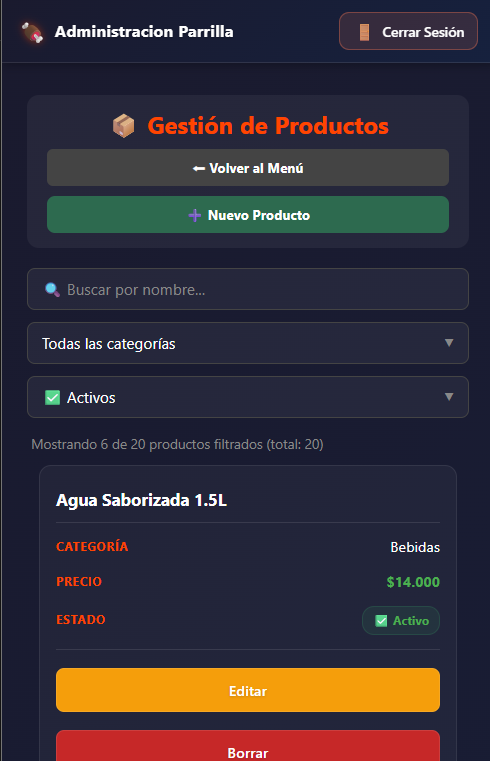 Administracion Parrilla
Cerrar Sesión
Gestión de Productos
⬅ Volver al Menú
➕ Nuevo Producto
🔍 Buscar por nombre...
Todas las categorías
✅ Activos
Mostrando 6 de 20 productos filtrados (total: 20)
Agua Saborizada 1.5L
CATEGORÍA Bebidas
PRECIO $14.000
ESTADO ✅ Activo
Editar
Borrar